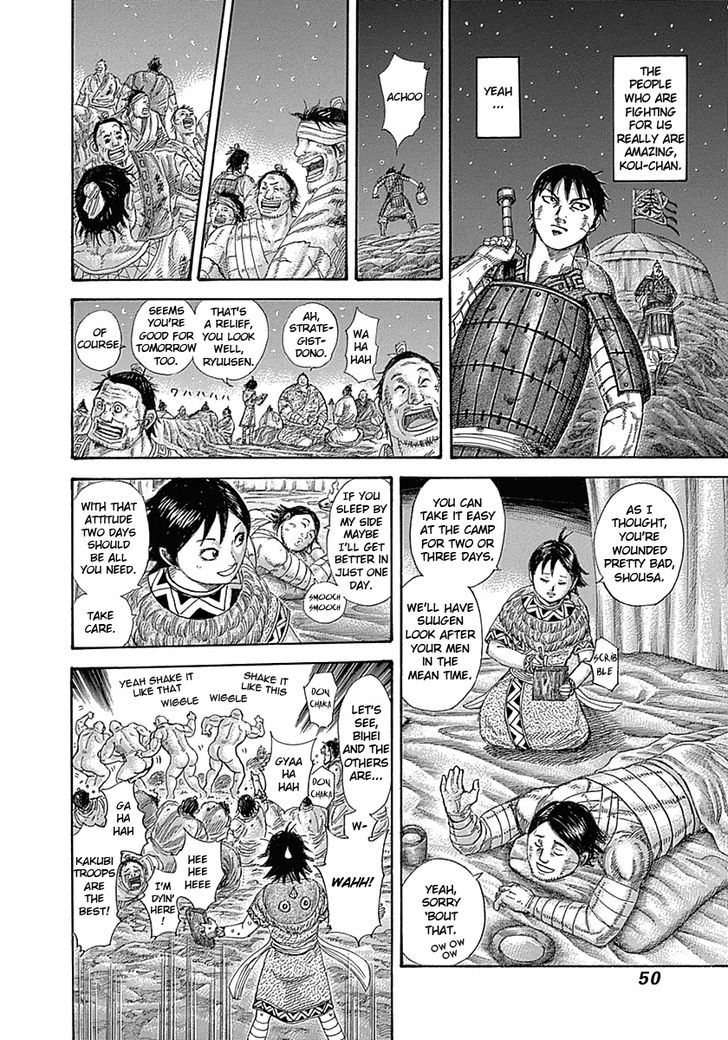 THE
PEOPLE
WHO ARE
FIGHTING
FOR US
REALLY ARE
AMAZING,
KOU-CHAN.
YEAH
...
ACHOO
WA
HA
HAH
AH,
STRATE-
GIST-
DONO.
THAT'S
A RELIEF,
YOU LOOK
WELL,
RYUUSEN.
SEEMS
YOU'RE
GOOD FOR
TOMORROW
TOO.
OF
COURSE
ワハハハハ
AS I
THOUGHT,
YOU'RE
WOUNDED
PRETTY BAD,
SHOUSA.
YOU CAN
TAKE IT EASY
AT THE CAMP
FOR TWO OR
THREE DAYS.
WE'LL HAVE
SUUGEN
LOOK AFTER
YOUR MEN
IN THE
MEAN TIME.
SCRIB
BLE
YEAH,
SORRY
'BOUT
THAT.
OW OW
OW
IF YOU
SLEEP BY
MY SIDE
MAYBE
I'LL GET
BETTER IN
JUST ONE
DAY.
SMOOCH
SMOOCH
WITH THAT
ATTITUDE
TWO DAYS
SHOULD
BE ALL
YOU NEED.
TAKE
CARE.
LET'S
SEE,
BIHEI
AND THE
OTHERS
ARE...
W-
WAHH!
DON
CHAKA
DON
CHAKA
SHAKE IT
LIKE THIS
WIGGLE
YEAH SHAKE IT
LIKE THAT
WIGGLE
GYAA
HA
HAH
GA
HA
HAH
HEE
HEE
HEEE
I'M
DYIN'
HERE!
KAKUBI
TROOPS
ARE
THE
BEST!
50